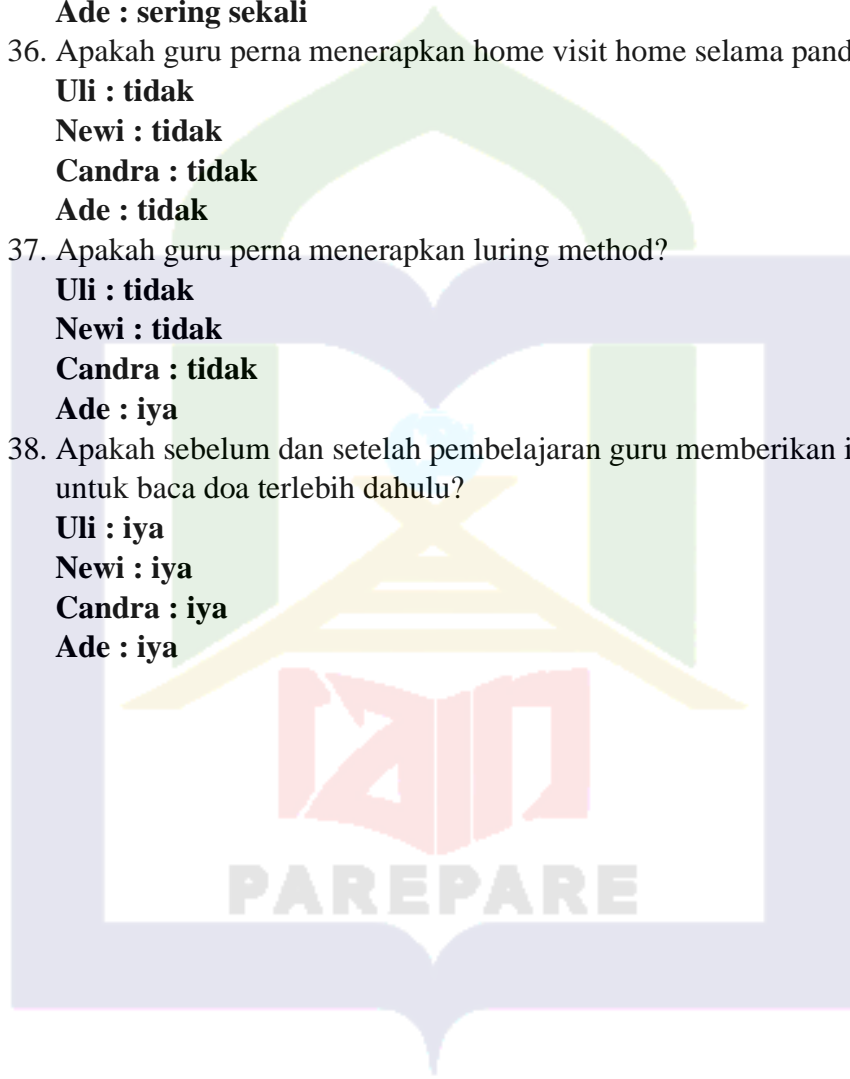 Ade : sering sekali
36. Apakah guru perna menerapkan home visit home selama
Uli : tidak
Newi : tidak
Candra : tidak
Ade : tidak
37. Apakah guru perna menerapkan luring method?
Uli : tidak
Newi : tidak
Candra : tidak
Ade : iya
38. Apakah sebelum dan setelah pembelajaran guru memberikan
untuk baca doa terlebih dahulu?
Uli : iya
Newi : iya
Candra : iya
Ade : iya
iain
PAREPARE